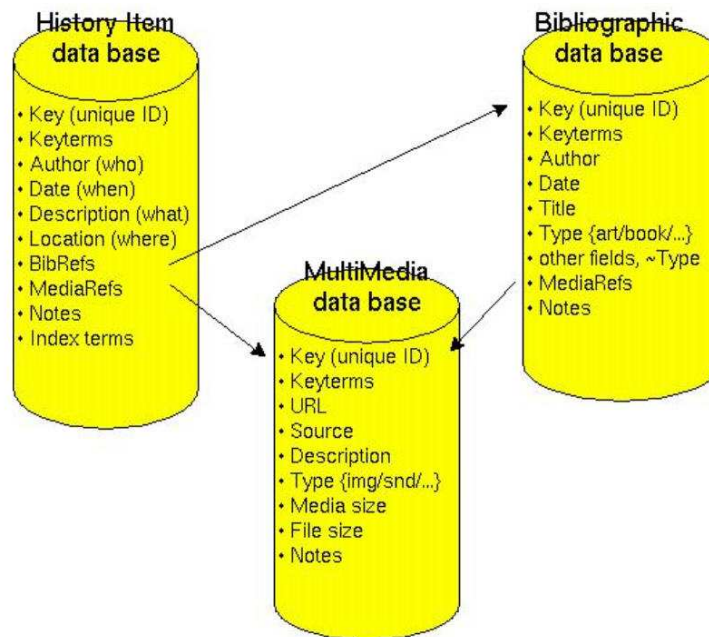 History Item
data base
• Key (unique ID)
• Keyterms
• Author (who)
• Date (when)
• Description (what)
• Location (where)
• BibRefs
• MediaRefs
• Notes
• Index terms
Bibliographic
data base
• Key (unique ID)
• Keyterms
• Author
• Date
• Title
• Type {art/book/...}
• other fields, ~Type
• MediaRefs
• Notes
MultiMedia
data base
• Key (unique ID)
• Keyterms
• URL
• Source
• Description
• Type {img/snd/...}
• Media size
• File size
• Notes